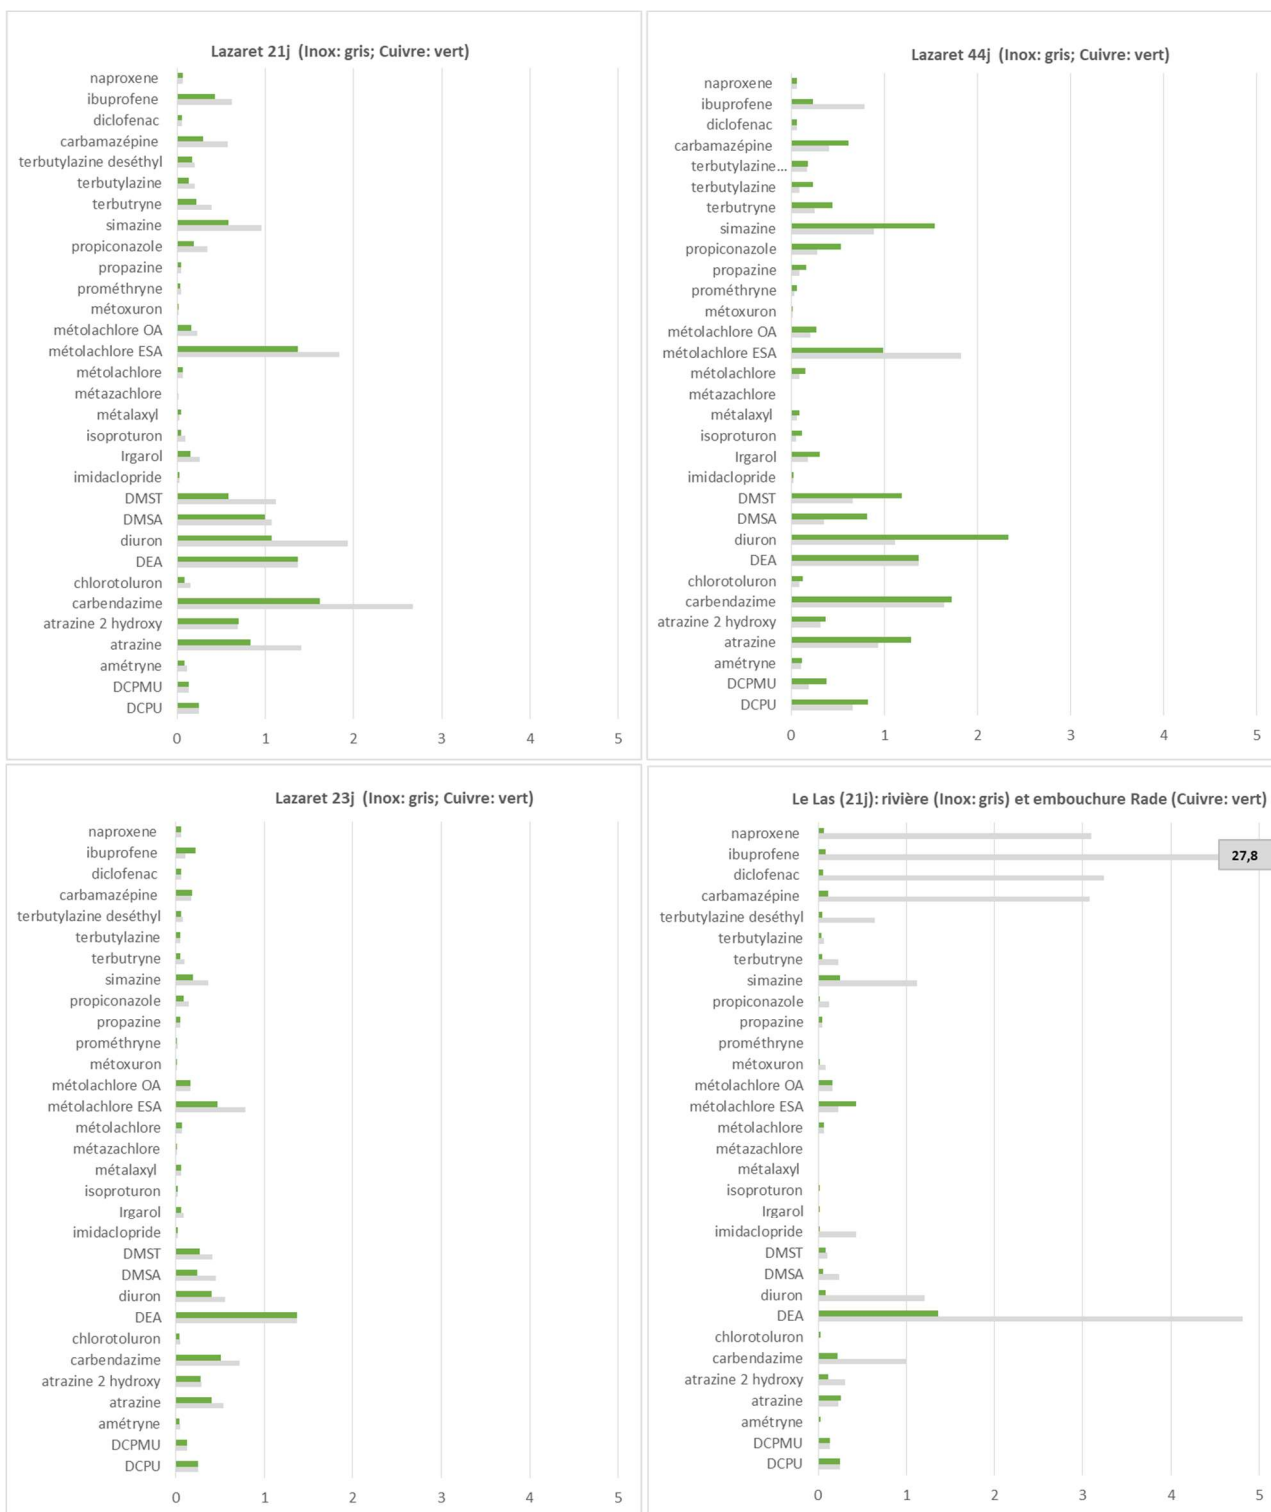 Lazaret 21j (Inox: gris; Cuivre: vert)
naproxene
ibuprofene
diclofenac
carbamazépine
terbutylazine deséthyl
terbutylazine
terbutryne
simazine
propiconazole
propazine
prométhryne
métoxuron
métolachlore OA
métolachlore ESA
métolachlore
métazachlore
métalaxyl
isoproturon
Irgarol
imidaclopride
DMST
DMSA
diuron
DEA
chlorotoluron
carbendazime
atrazine 2 hydroxy
atrazine
amétryne
DCPMU
DCPU
0 1 2 3 4 5
Lazaret 44j (Inox: gris; Cuivre: vert)
naproxene
ibuprofene
diclofenac
carbamazépine
terbutylazine...
terbutylazine
terbutryne
simazine
propiconazole
propazine
prométhryne
métoxuron
métolachlore OA
métolachlore ESA
métolachlore
métazachlore
métalaxyl
isoproturon
Irgarol
imidaclopride
DMST
DMSA
diuron
DEA
chlorotoluron
carbendazime
atrazine 2 hydroxy
atrazine
amétryne
DCPMU
DCPU
0 1 2 3 4 5
Lazaret 23j (Inox: gris; Cuivre: vert)
naproxene
ibuprofene
diclofenac
carbamazépine
terbutylazine deséthyl
terbutylazine
terbutryne
simazine
propiconazole
propazine
prométhryne
métoxuron
métolachlore OA
métolachlore ESA
métolachlore
métazachlore
métalaxyl
isoproturon
Irgarol
imidaclopride
DMST
DMSA
diuron
DEA
chlorotoluron
carbendazime
atrazine 2 hydroxy
atrazine
amétryne
DCPMU
DCPU
0 1 2 3 4 5
Le Las (21j): rivière (Inox: gris) et embouchure Rade (Cuivre: vert)
naproxene
ibuprofene
27,8
diclofenac
carbamazépine
terbutylazine deséthyl
terbutylazine
terbutryne
simazine
propiconazole
propazine
prométhryne
métoxuron
métolachlore OA
métolachlore ESA
métolachlore
métazachlore
métalaxyl
isoproturon
Irgarol
imidaclopride
DMST
DMSA
diuron
DEA
chlorotoluron
carbendazime
atrazine 2 hydroxy
atrazine
amétryne
DCPMU
DCPU
0 1 2 3 4 5